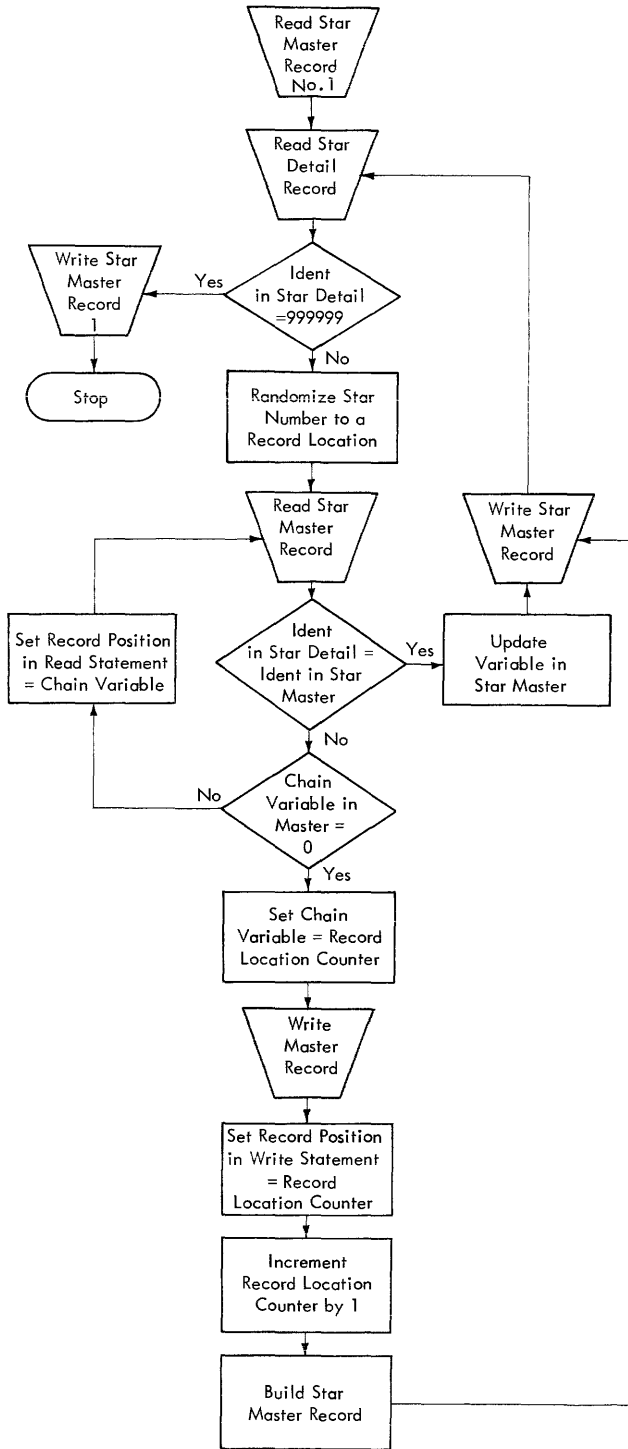 Read Star
Master
Record
No.1
Read Star
Detail
Record
Ident
in Star Detail
=999999
Yes
Write Star
Master
Record
1
Stop
No
Randomize Star
Number to a
Record Location
Read Star
Master
Record
Write Star
Master
Record
Set Record Position
in Read Statement
= Chain Variable
Ident
in Star Detail =
Ident in Star
Master
Yes
Update
Variable in
Star Master
No
Chain
Variable in
Master =
0
No
Yes
Set Chain
Variable = Record
Location Counter
Write
Master
Record
Set Record Position
in Write Statement
= Record
Location Counter
Increment
Record Location
Counter by 1
Build Star
Master Record